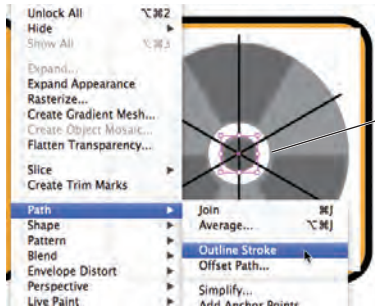 Unlock All ⌥⌘2
Hide
Show All ⌥⌘3
Expand...
Expand Appearance
Rasterize...
Create Gradient Mesh...
Create Object Mosaic...
Flatten Transparency...
Slice
Create Trim Marks
Path
Shape
Pattern
Blend
Envelope Distort
Perspective
Live Paint
Join ⌘J
Average... ⌥⌘J
Outline Stroke
Offset Path...
Simplify...
Add Anchor Points